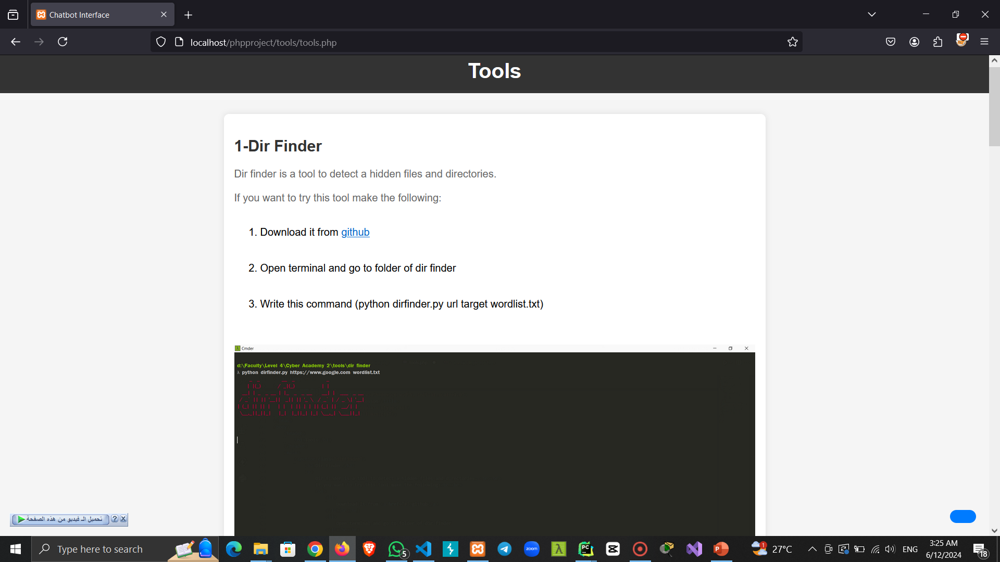 Chatbot Interface
localhost/phpproject/tools/tools.php
Tools
1-Dir Finder
Dir finder is a tool to detect a hidden files and directories.
If you want to try this tool make the following:
1. Download it from github
2. Open terminal and go to folder of dir finder
3. Write this command (python dirfinder.py url target wordlist.txt)
Cmder
d:\Faculty\Level 4\Cyber Academy 2\tools\dir finder
λ python dirfinder.py https://www.google.com wordlist.txt
dirfinder
تحميل الـ فيديو من هذه الصفحة ?
Type here to search
5
zoom
PC
P
1
27°C
ENG
3:25 AM
6/12/2024
18